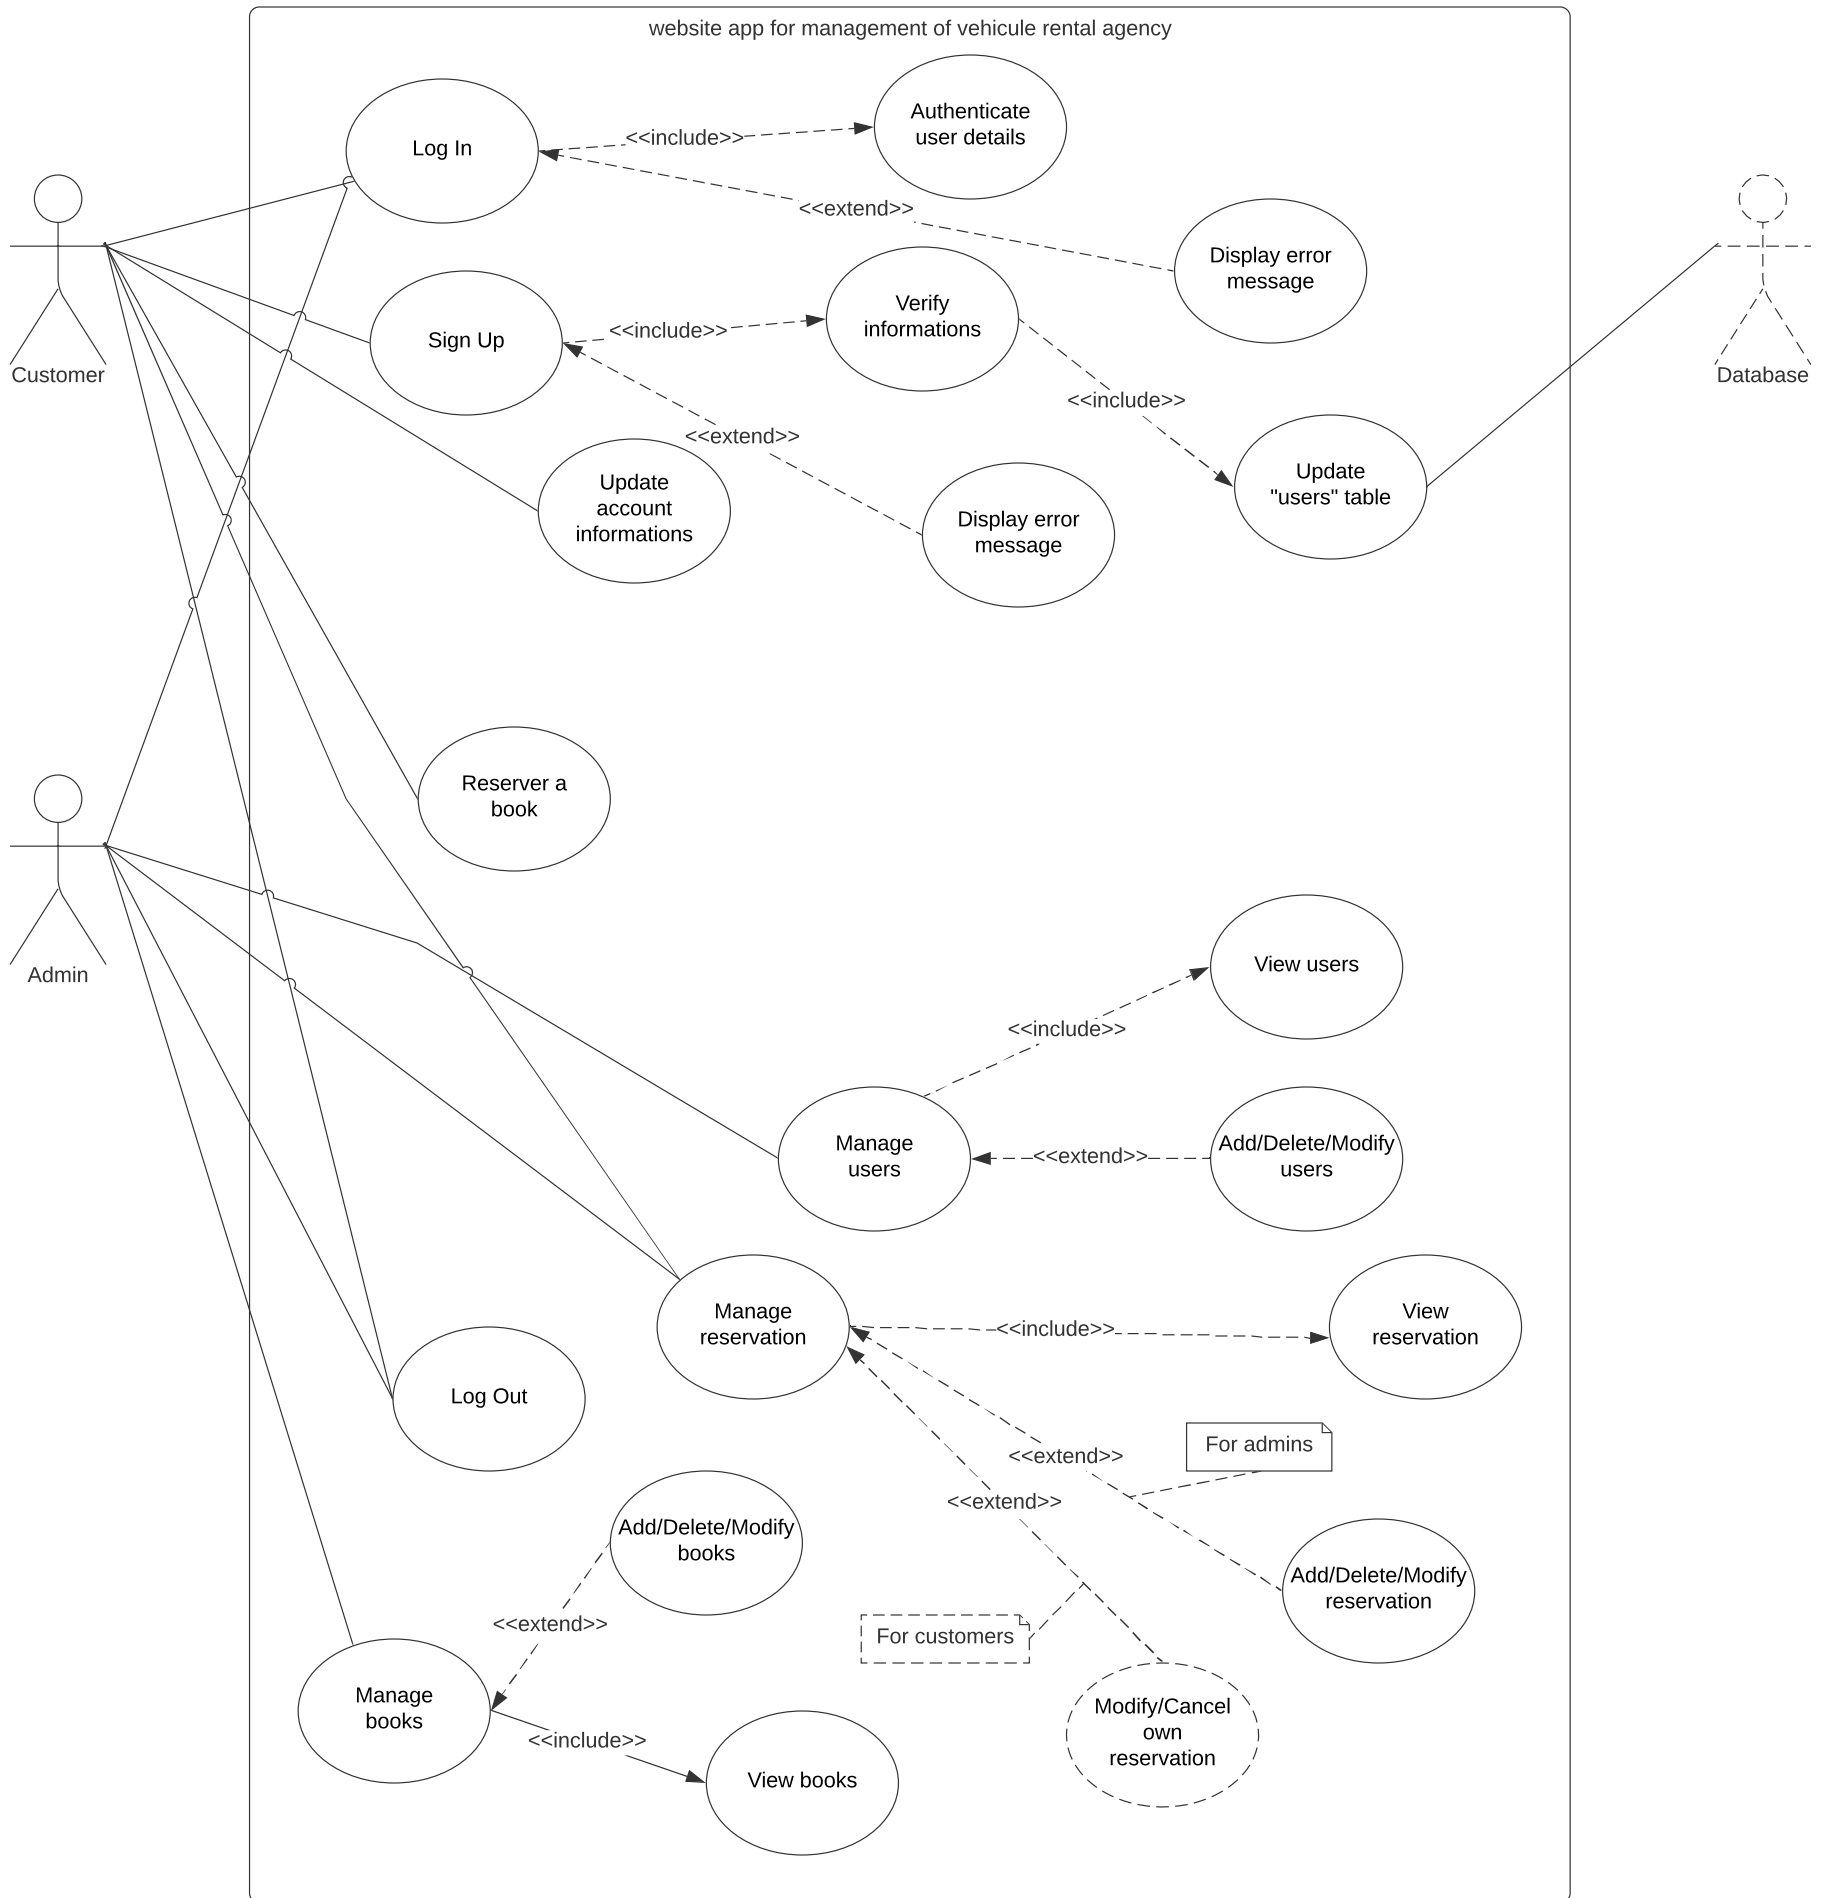 website app for management of vehicule rental agency
Log In
<<include>>
Authenticate
user details
<<extend>>
Display error
message
Customer
Sign Up
<<include>>
Verify
informations
<<extend>>
<<include>>
Database
Update
account
informations
Display error
message
Update
"users" table
Reserver a
book
Admin
View users
<<include>>
Manage
users
<<extend>>
Add/Delete/Modify
users
Manage
reservation
<<include>>
View
reservation
Log Out
<<extend>>
For admins
<<extend>>
Add/Delete/Modify
books
Add/Delete/Modify
reservation
<<extend>>
For customers
Manage
books
<<include>>
View books
Modify/Cancel
own
reservation